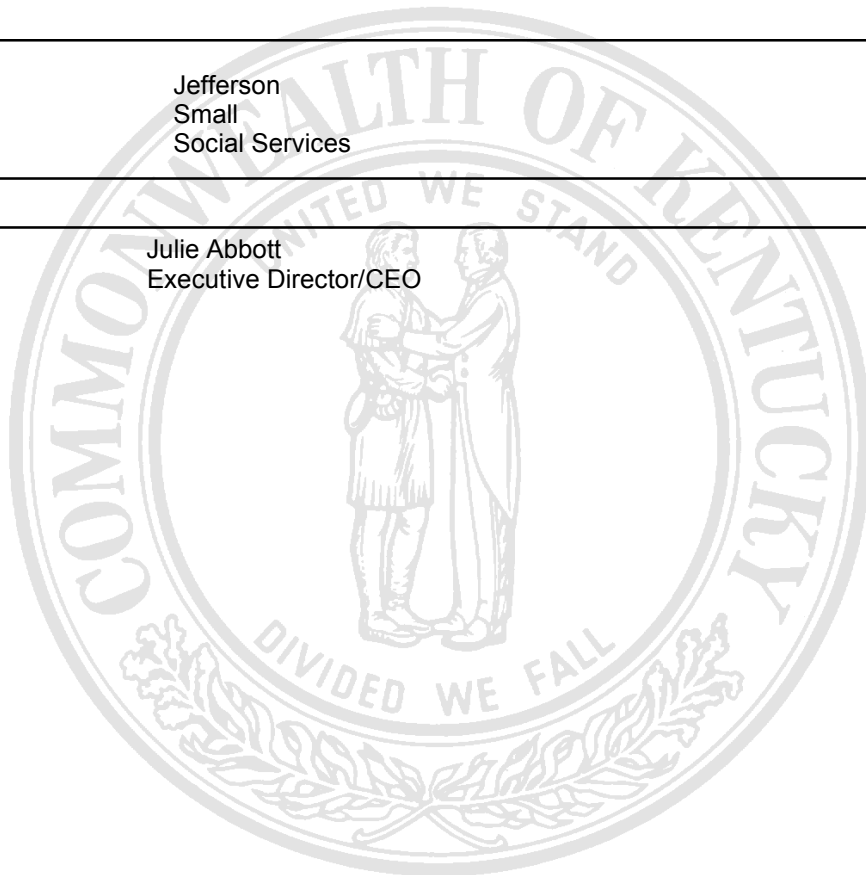 Jefferson
Small
Social Services
Julie Abbott
Executive Director/CEO
COMMONWEALTH OF KENTUCKY
UNITED WE STAND
DIVIDED WE FALL